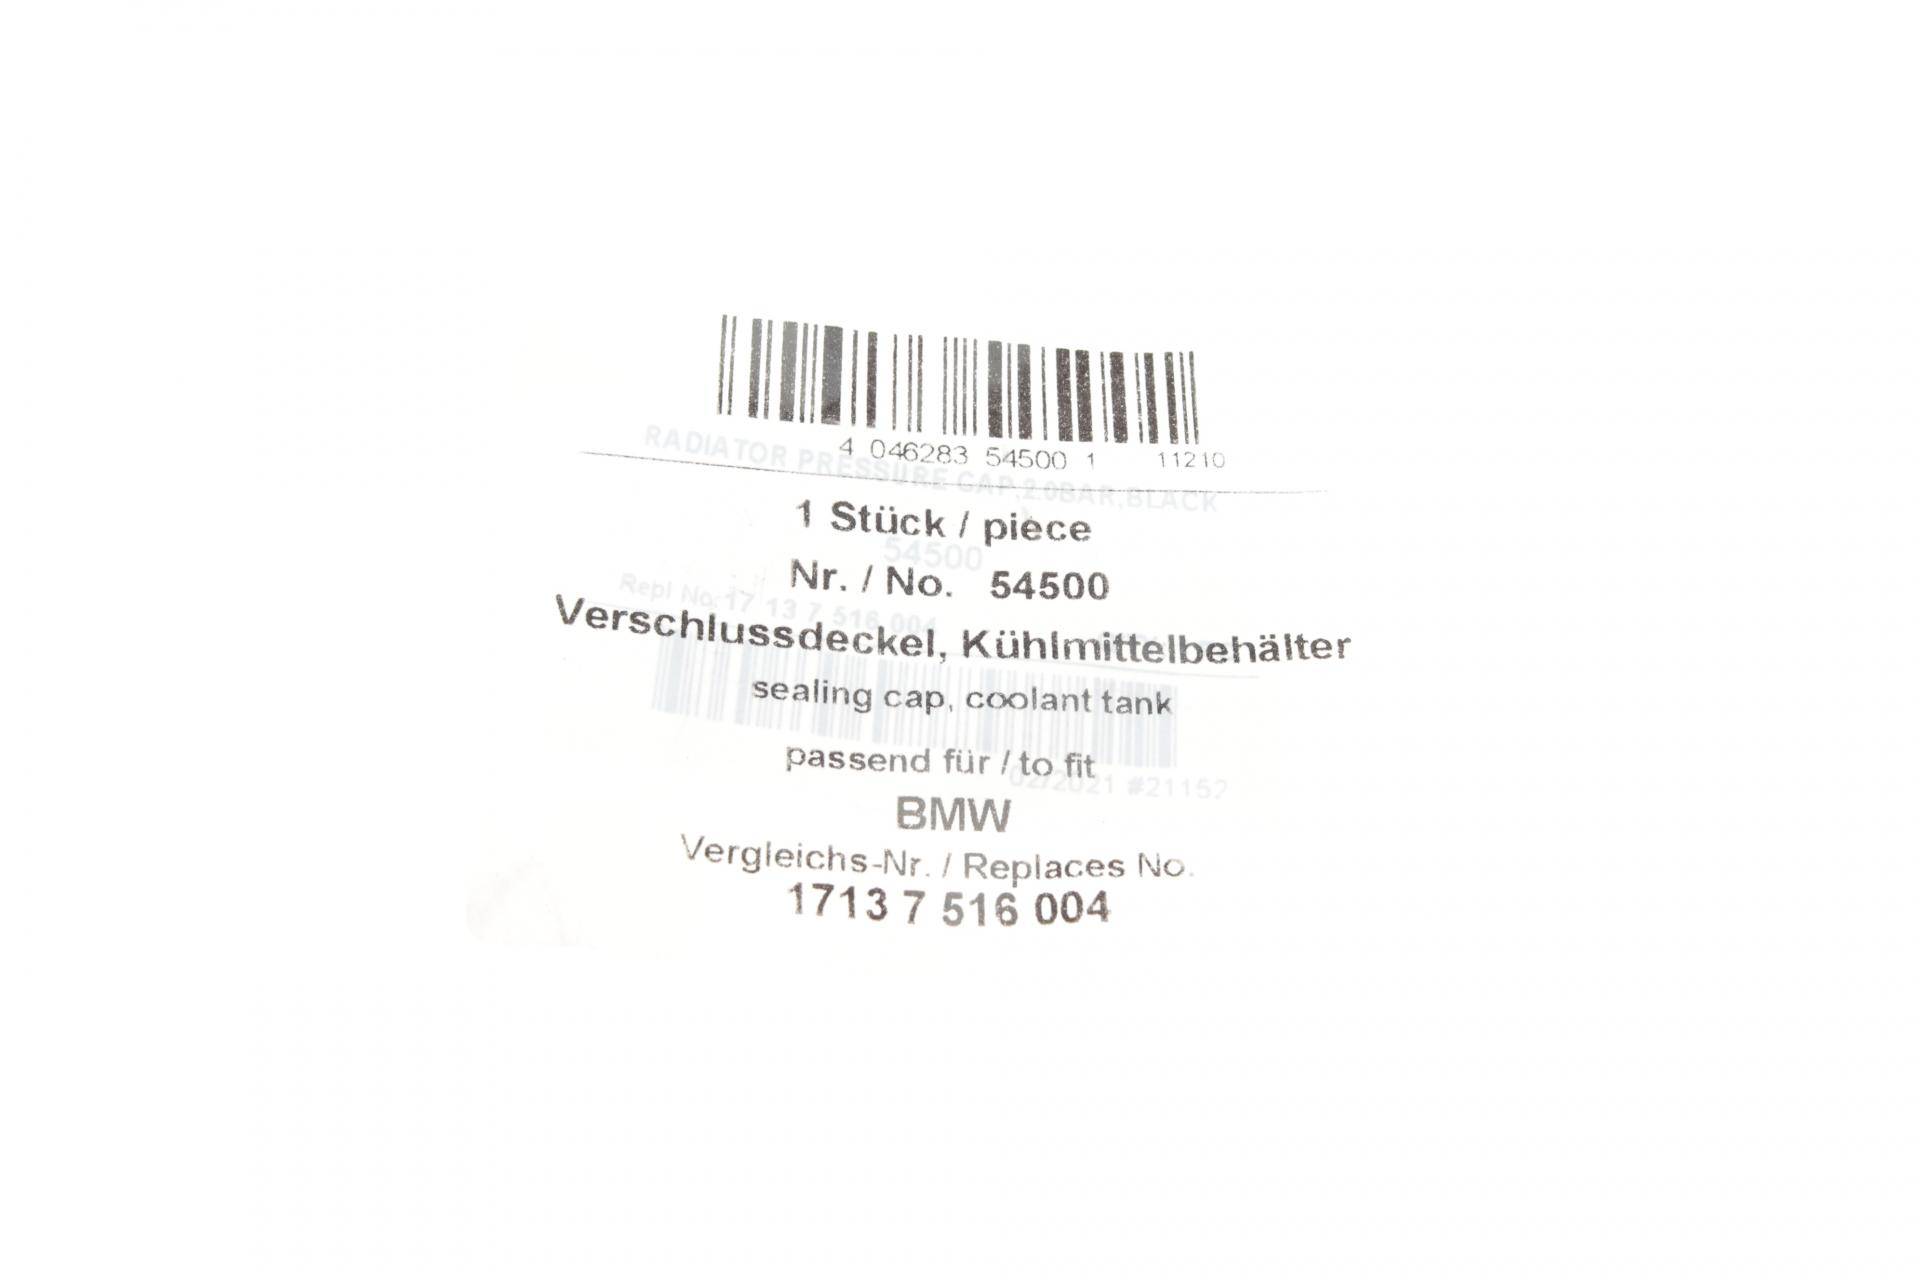 4 046283 54500 1 11210
RADIATOR PRESSURE CAP,2.0BAR,BLACK
1 Stück / piece
54500
Nr. / No. 54500
Repl No. 17 13 7 516 004
Verschlussdeckel, Kühlmittelbehälter
sealing cap, coolant tank
passend für / to fit
02/2021 #21152
BMW
Vergleichs-Nr. / Replaces No.
1713 7 516 004